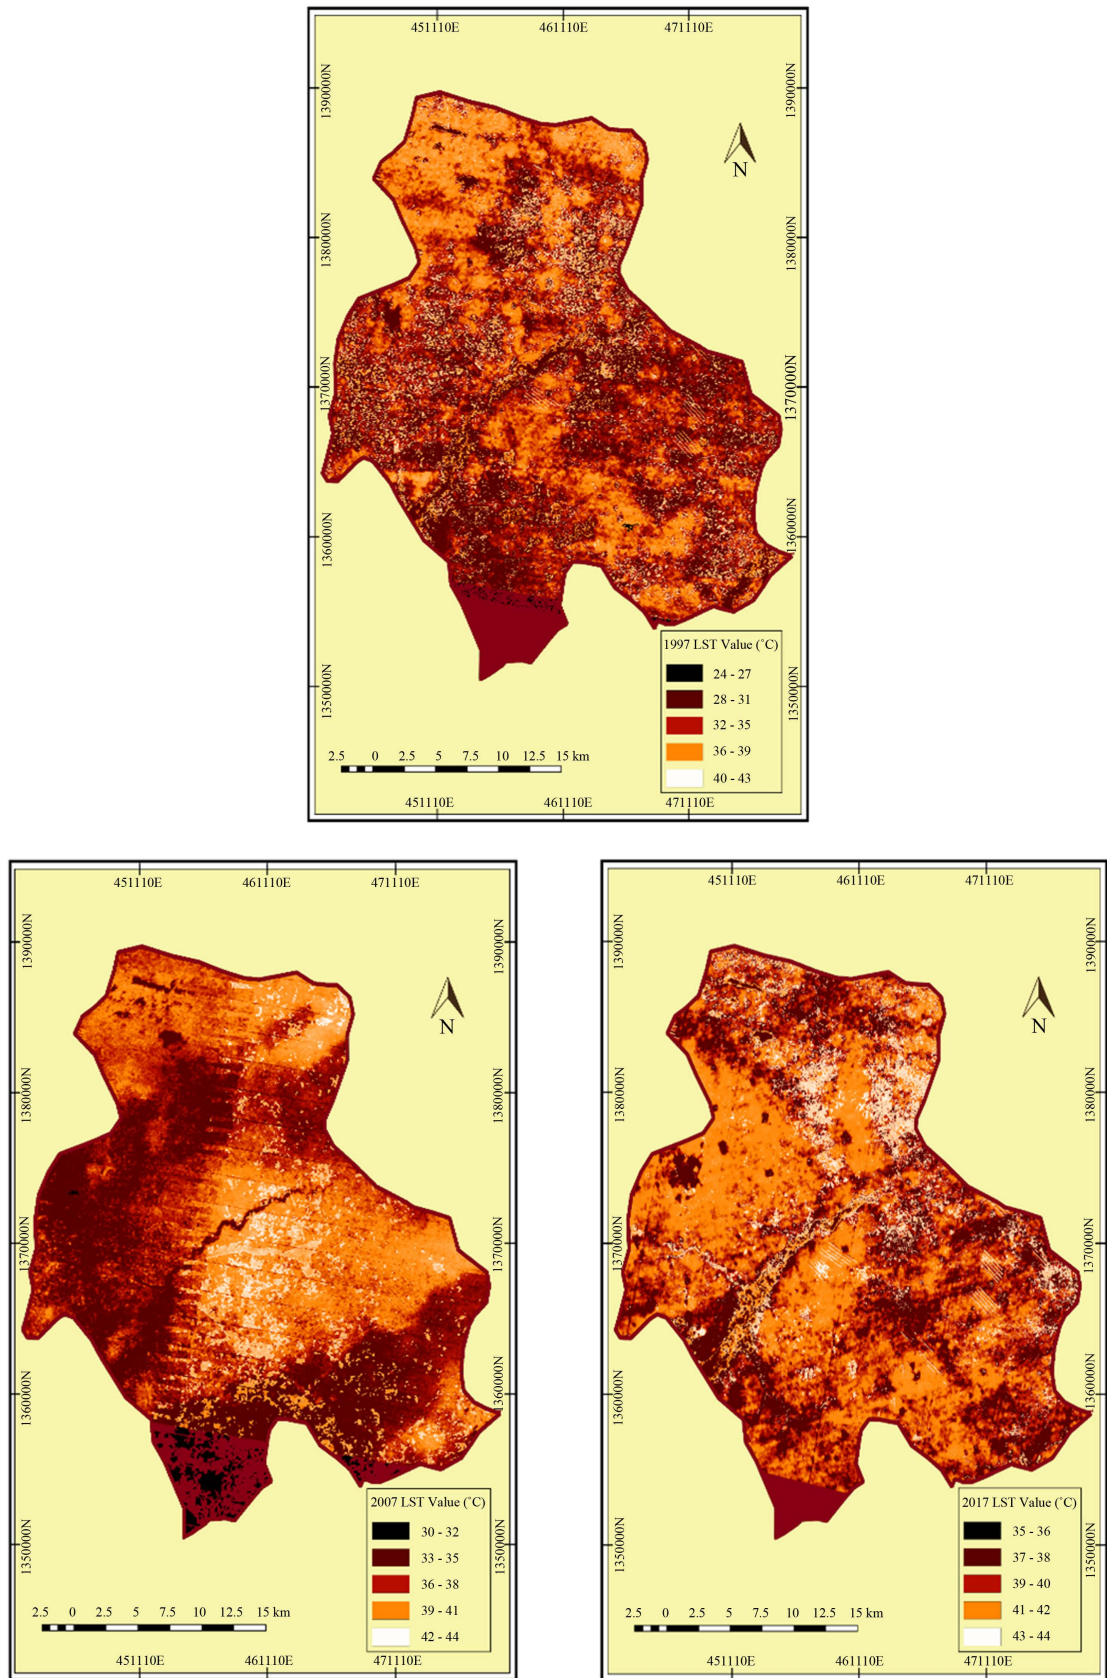 451110E 461110E 471110E
1390000N 1390000N
N
1380000N 1380000N
1370000N 1370000N
1360000N 1360000N
1350000N 1350000N
1997 LST Value (˚C)
24 - 27
28 - 31
32 - 35
36 - 39
40 - 43
2.5 0 2.5 5 7.5 10 12.5 15 km
451110E 461110E 471110E
451110E 461110E 471110E
1390000N 1390000N
N
1380000N 1380000N
1370000N 1370000N
1360000N 1360000N
1350000N 1350000N
2007 LST Value (˚C)
30 - 32
33 - 35
36 - 38
39 - 41
42 - 44
2.5 0 2.5 5 7.5 10 12.5 15 km
451110E 461110E 471110E
451110E 461110E 471110E
1390000N 1390000N
N
1380000N 1380000N
1370000N 1370000N
1360000N 1360000N
1350000N 1350000N
2017 LST Value (˚C)
35 - 36
37 - 38
39 - 40
41 - 42
43 - 44
2.5 0 2.5 5 7.5 10 12.5 15 km
451110E 461110E 471110E